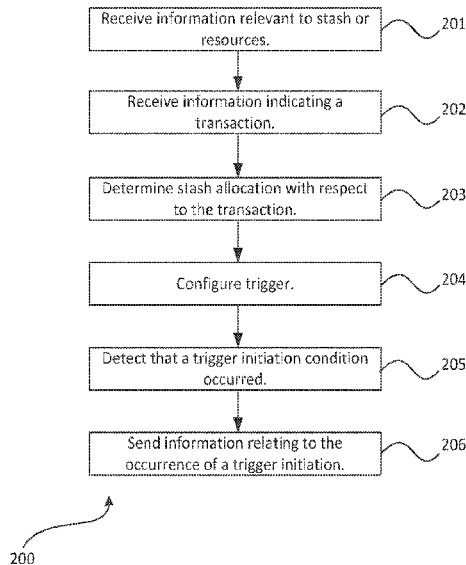 Receive information relevant to stash or
resources.
201
Receive information indicating a
transaction.
202
Determine stash allocation with respect
to the transaction.
203
Configure trigger.
204
Detect that a trigger initiation condition
occurred.
205
Send information relating to the
occurrence of a trigger initiation.
206
200